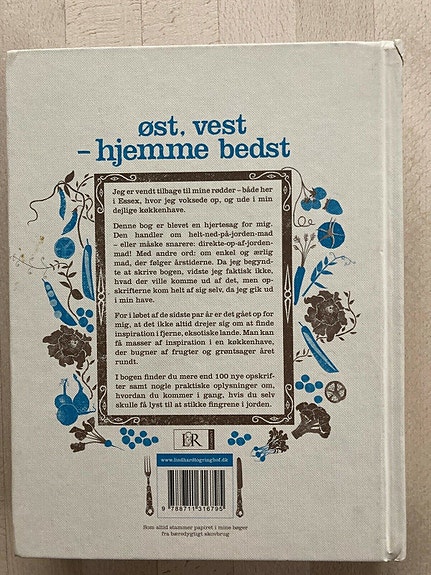 øst, vest
– hjemme bedst
Jeg er vendt tilbage til mine rødder – både her
i Essex, hvor jeg voksede op, og ude i min
dejlige køkkenhave.
Denne bog er blevet en hjertesag for mig.
Den handler om helt-ned-på-jorden-mad
– eller måske snarere: direkte-op-af-jorden-
mad! Med andre ord: om enkel og ærlig
mad, der følger årstiderne. Da jeg begynd-
te at skrive bogen, vidste jeg faktisk ikke,
hvad der ville komme ud af det, men op-
skrifterne kom helt af sig selv, da jeg gik ud
i min have.
For i løbet af de sidste par år er det gået op for
mig, at det ikke altid drejer sig om at finde
inspiration i fjerne, eksotiske lande. Man kan
få masser af inspiration i en køkkenhave,
der bugner af frugter og grøntsager året
rundt.
I bogen finder du mere end 100 nye opskrif-
ter samt nogle praktiske oplysninger om,
hvordan du kommer i gang, hvis du selv
skulle få lyst til at stikke fingrene i jorden.
L&R
www.lindhardtogringhof.dk
9 788711 316795
Som altid stammer papiret i mine bøger
fra bæredygtigt skovbrug